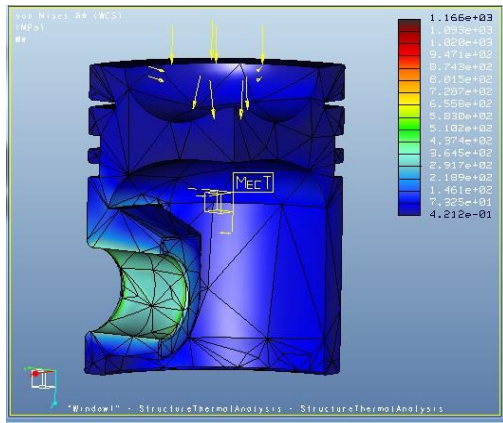 von Mises
(WCS)
(MPa)
1.166e+03
1.093e+03
1.020e+03
9.471e+02
8.743e+02
8.015e+02
7.287e+02
6.558e+02
5.830e+02
5.102e+02
4.374e+02
3.645e+02
2.917e+02
2.189e+02
1.461e+02
7.325e+01
4.212e-01
MecT
"Window1" - StructureThermalAnalysis - StructureThermalAnalysis